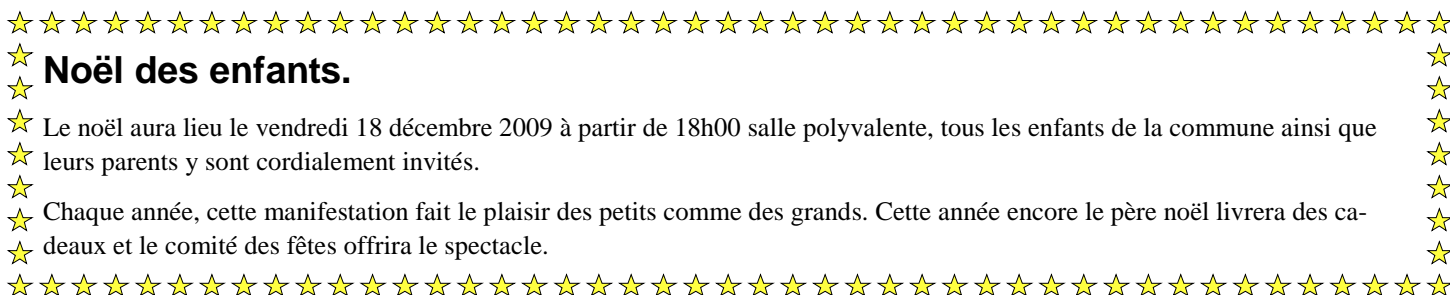 Noël des enfants.
Le noël aura lieu le vendredi 18 décembre 2009 à partir de 18h00 salle polyvalente, tous les enfants de la commune ainsi que
leurs parents y sont cordialement invités.
Chaque année, cette manifestation fait le plaisir des petits comme des grands. Cette année encore le père noël livrera des ca-
deaux et le comité des fêtes offrira le spectacle.